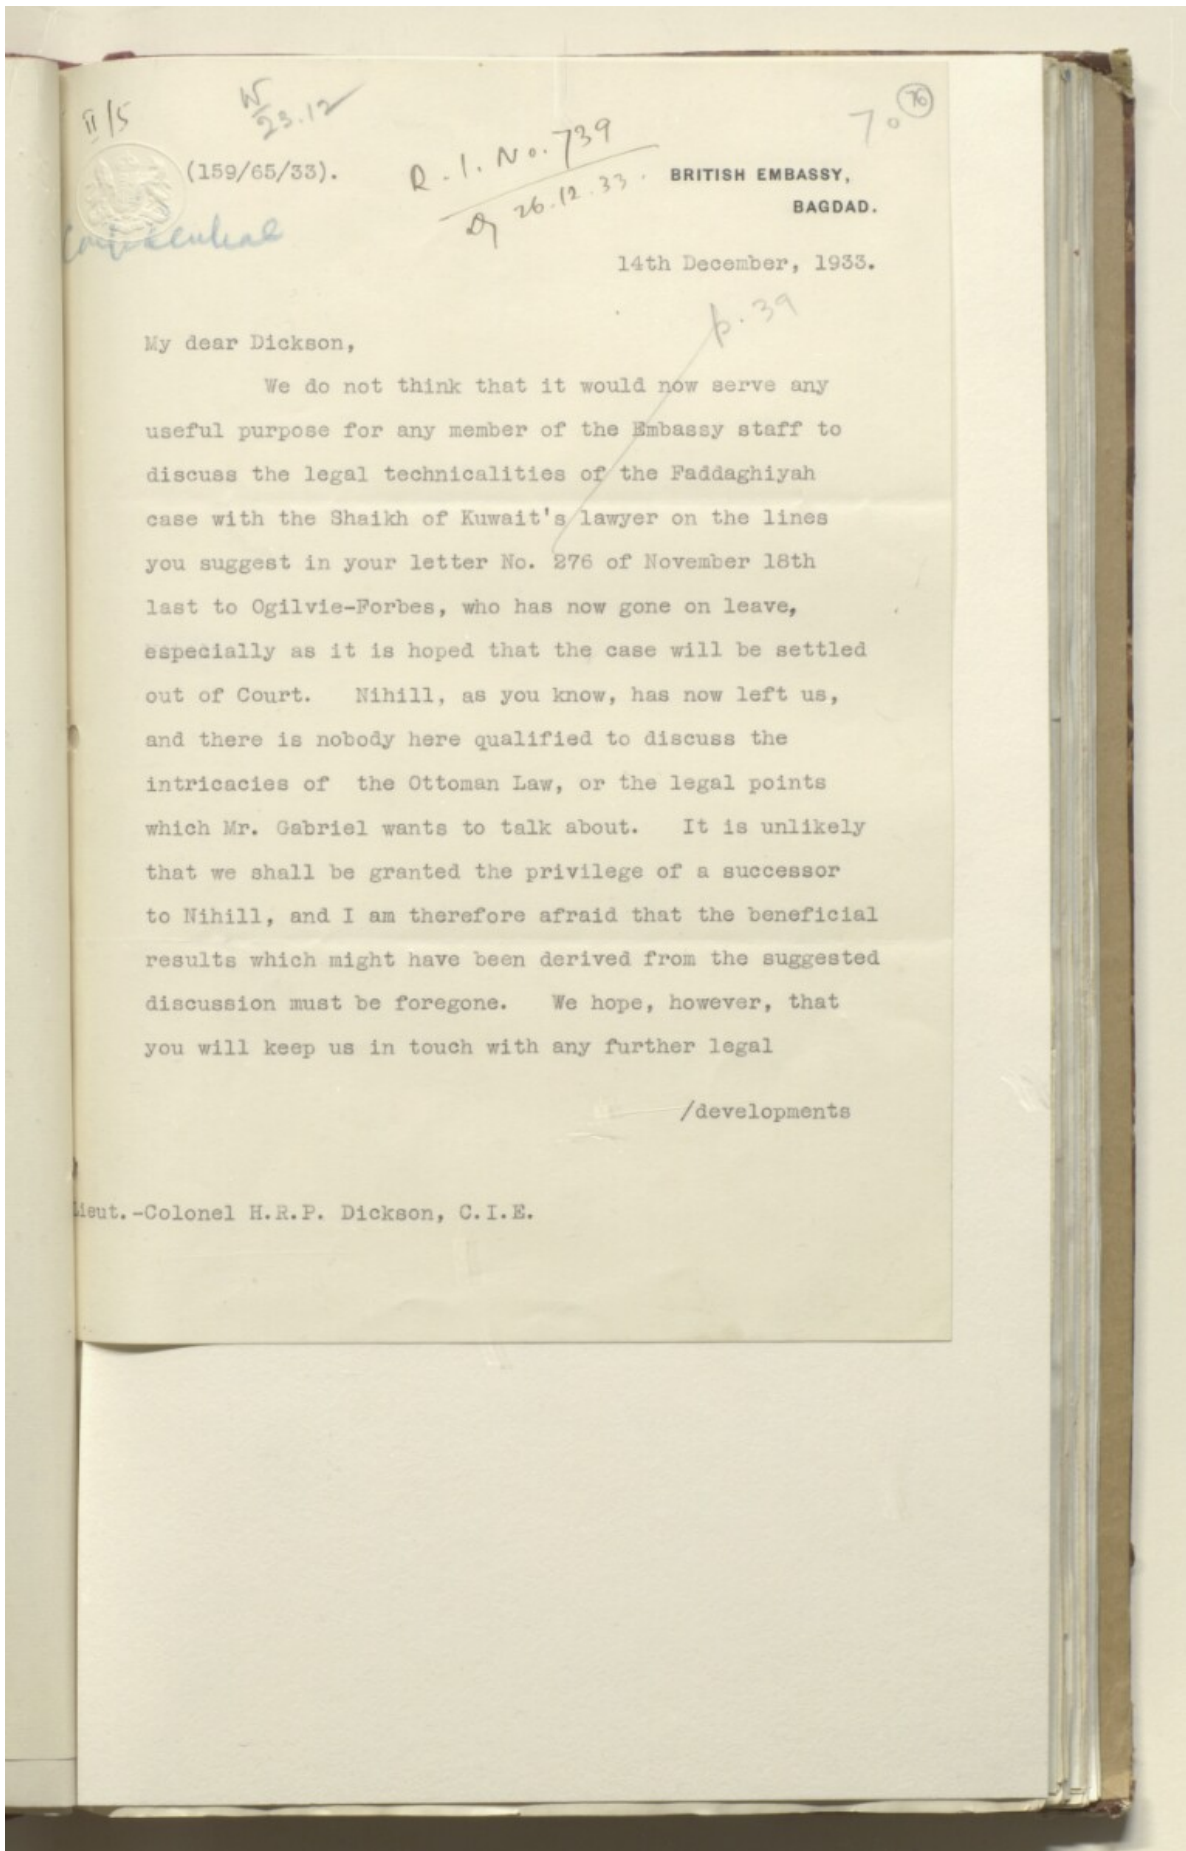 II/5
23.12
70
76
(159/65/33).
R.I. No. 739
26.12.33.
BRITISH EMBASSY,
BAGDAD.
Confidential
14th December, 1933.
p. 39
My dear Dickson,
We do not think that it would now serve any
useful purpose for any member of the Embassy staff to
discuss the legal technicalities of the Faddaghiyah
case with the Shaikh of Kuwait's lawyer on the lines
you suggest in your letter No. 276 of November 18th
last to Ogilvie-Forbes, who has now gone on leave,
especially as it is hoped that the case will be settled
out of Court. Nihill, as you know, has now left us,
and there is nobody here qualified to discuss the
intricacies of the Ottoman Law, or the legal points
which Mr. Gabriel wants to talk about. It is unlikely
that we shall be granted the privilege of a successor
to Nihill, and I am therefore afraid that the beneficial
results which might have been derived from the suggested
discussion must be foregone. We hope, however, that
you will keep us in touch with any further legal
/developments
Lieut.-Colonel H.R.P. Dickson, C.I.E.